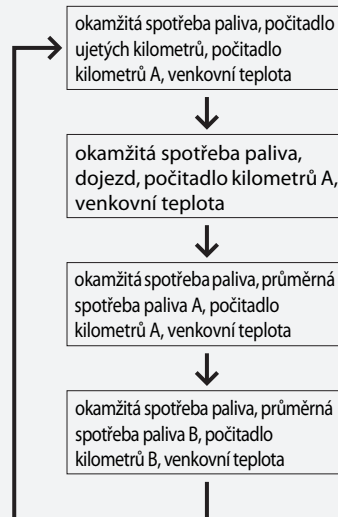 okamžitá spotřeba paliva, počitadlo
ujetých kilometrů, počitadlo
kilometrů A, venkovní teplota
okamžitá spotřeba paliva,
dojezd, počitadlo kilometrů A,
venkovní teplota
okamžitá spotřeba paliva, průměrná
spotřeba paliva A, počitadlo
kilometrů A, venkovní teplota
okamžitá spotřeba paliva, průměrná
spotřeba paliva B, počitadlo
kilometrů B, venkovní teplota